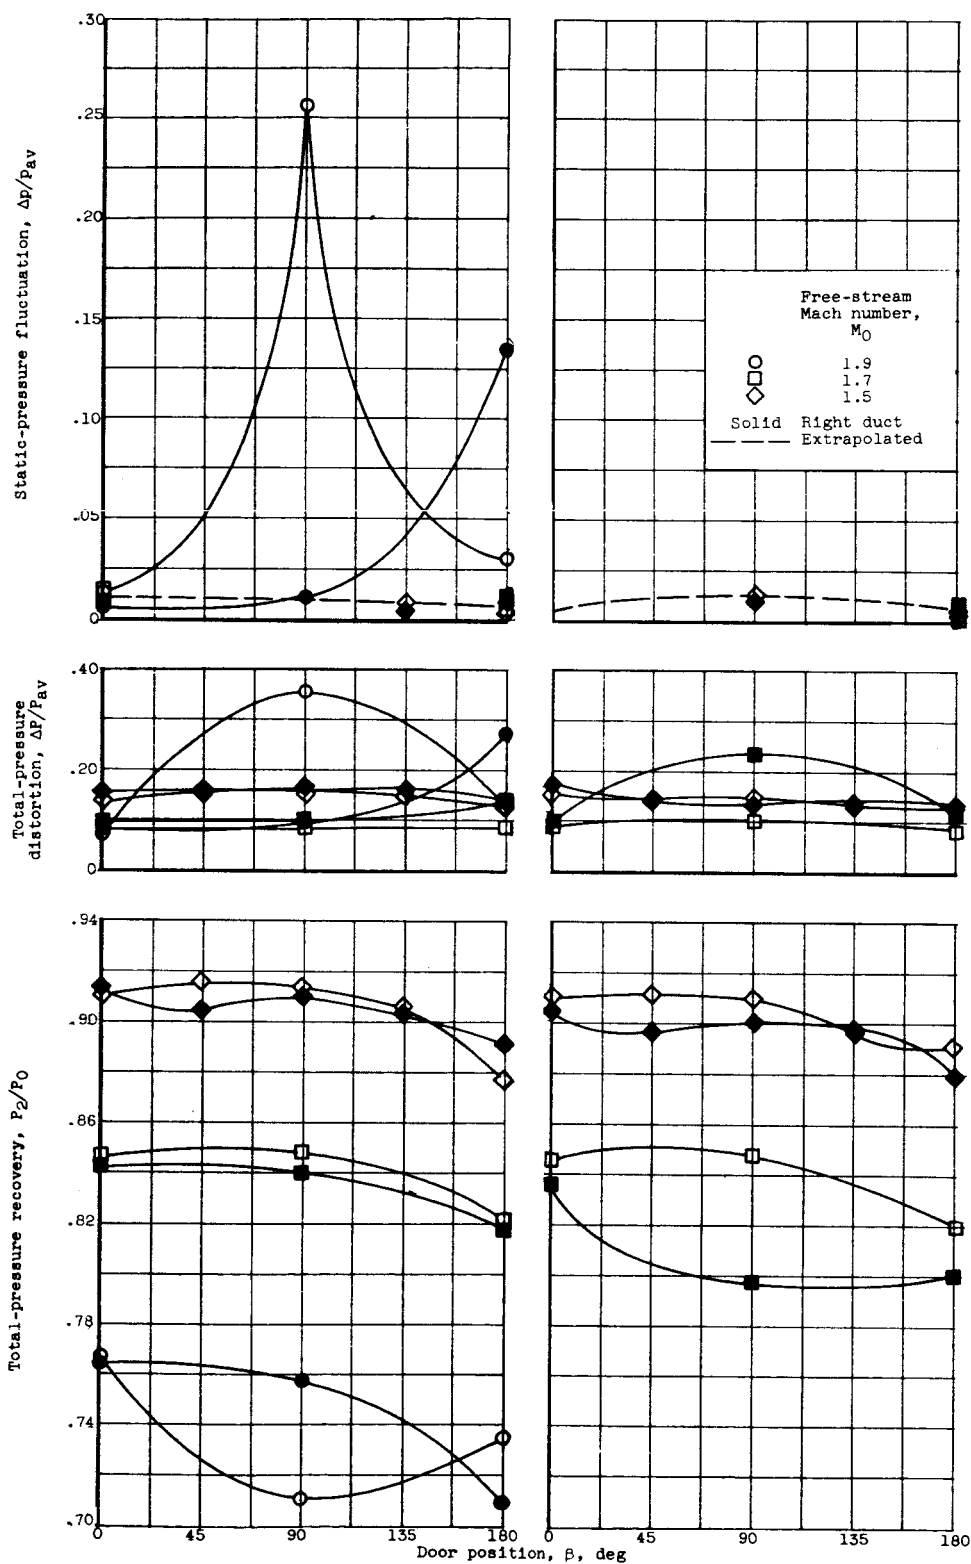 .30
.25
.20
.15
.10
.05
0
Static-pressure fluctuation, Δp/pav
Free-stream
Mach number,
M0
1.9
1.7
1.5
Solid Right duct
Extrapolated
.40
.20
0
Total-pressure
distortion, ΔP/Pav
.94
.90
.86
.82
.78
.74
.70
Total-pressure recovery, P2/P0
0 45 90 135 180 0 45 90 135 180
Door position, β, deg